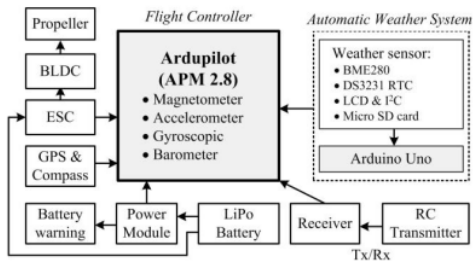 Flight Controller
Automatic Weather System
Propeller
BLDC
ESC
GPS &
Compass
Ardupilot
(APM 2.8)
• Magnetometer
• Accelerometer
• Gyroscopic
• Barometer
Weather sensor:
• BME280
• DS3231 RTC
• LCD & I²C
• Micro SD card
Arduino Uno
Battery
warning
Power
Module
LiPo
Battery
Receiver
RC
Transmitter
Tx/Rx